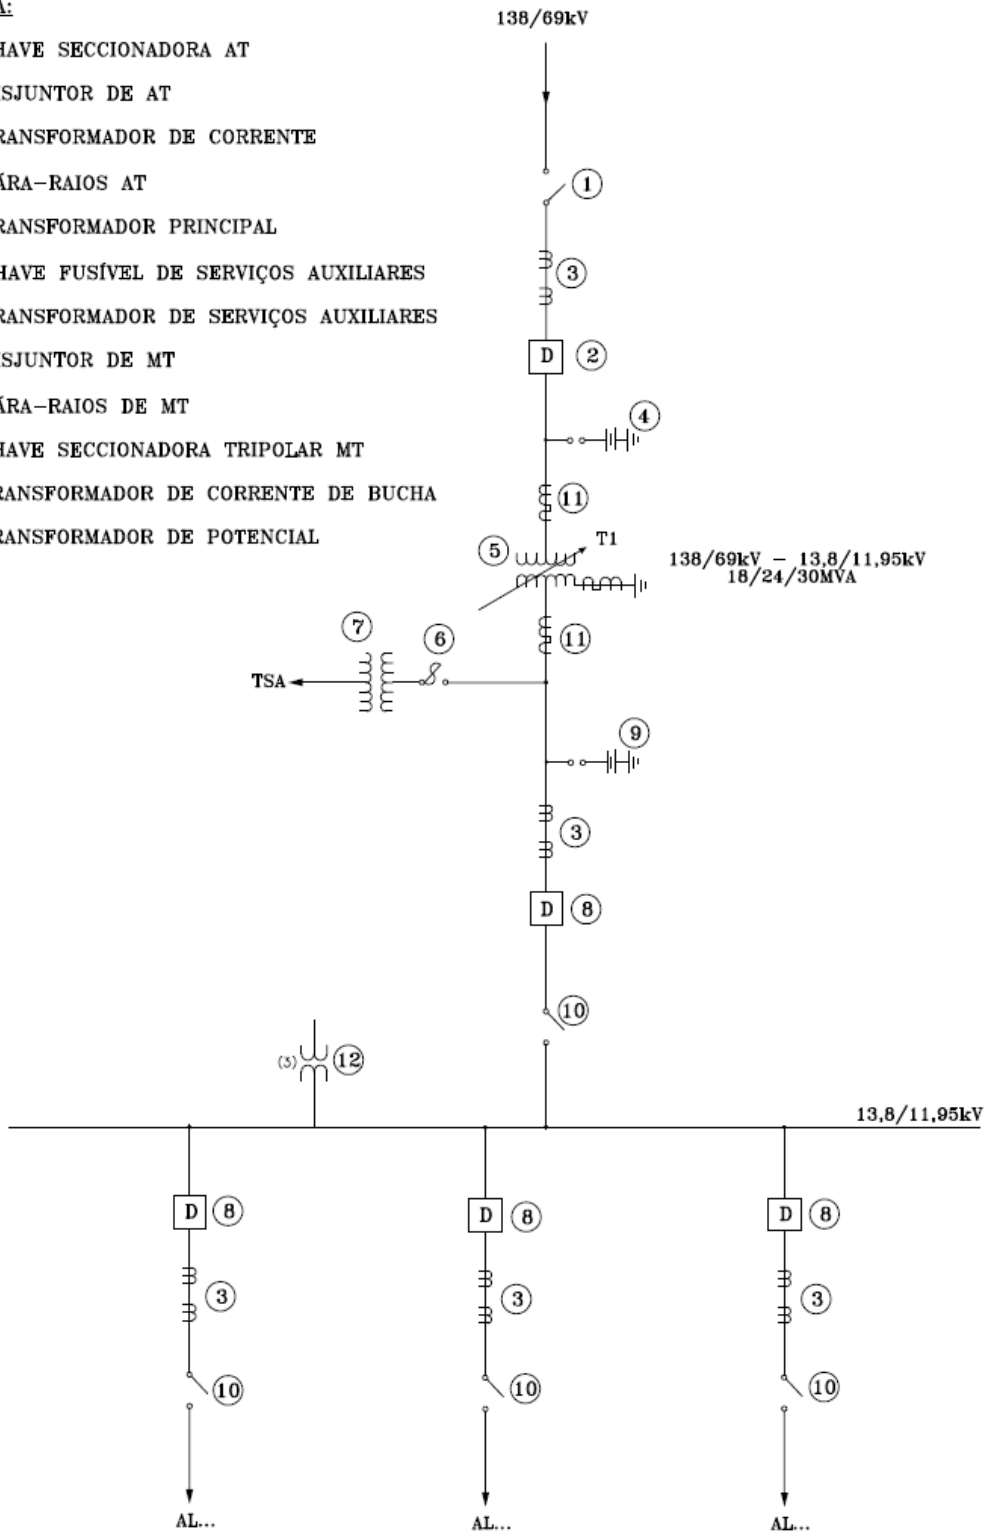 A:
HAVE SECCIONADORA AT
SJUNTOR DE AT
RANSFORMADOR DE CORRENTE
ÁRA-RAIOS AT
RANSFORMADOR PRINCIPAL
HAVE FUSÍVEL DE SERVIÇOS AUXILIARES
RANSFORMADOR DE SERVIÇOS AUXILIARES
SJUNTOR DE MT
ÁRA-RAIOS DE MT
HAVE SECCIONADORA TRIPOLAR MT
RANSFORMADOR DE CORRENTE DE BUCHA
RANSFORMADOR DE POTENCIAL
138/69kV
1
3
D 2
4
11
5 T1
138/69kV - 13,8/11,95kV
18/24/30MVA
7 6 11
TSA
9
3
D 8
10
(3) 12
13,8/11,95kV
D 8 D 8 D 8
3 3 3
10 10 10
AL... AL... AL...